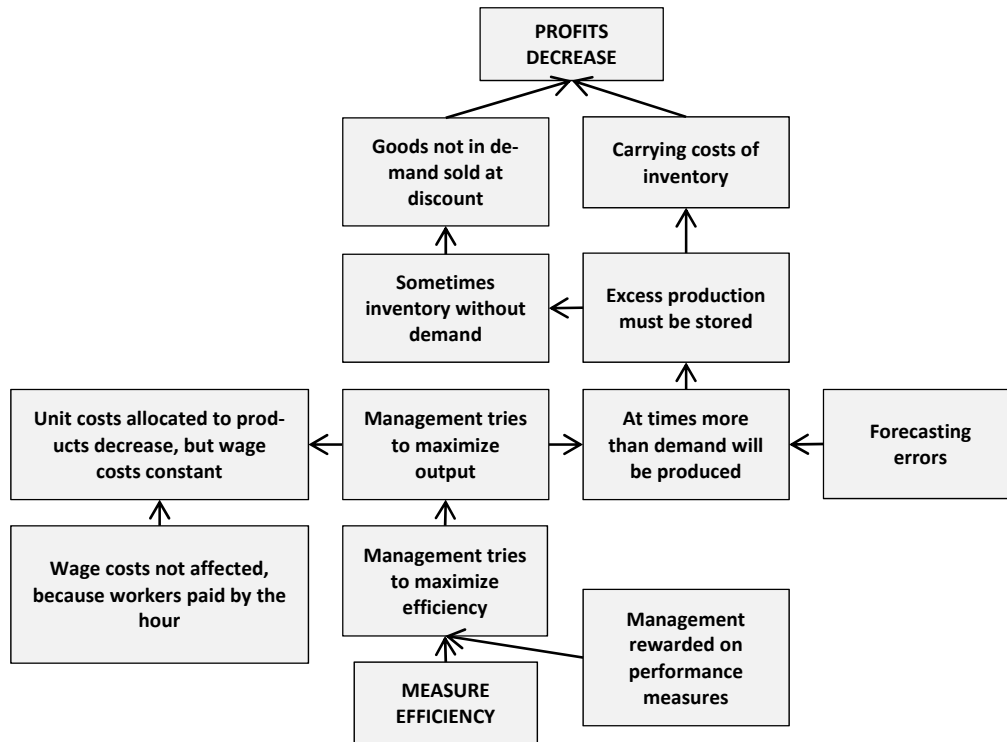 PROFITS
DECREASE
Goods not in de-
mand sold at
discount
Carrying costs of
inventory
Sometimes
inventory without
demand
Excess production
must be stored
Unit costs allocated to prod-
ucts decrease, but wage
costs constant
Management tries
to maximize
output
At times more
than demand will
be produced
Forecasting
errors
Wage costs not affected,
because workers paid by the
hour
Management tries
to maximize
efficiency
Management
rewarded on
performance
measures
MEASURE
EFFICIENCY